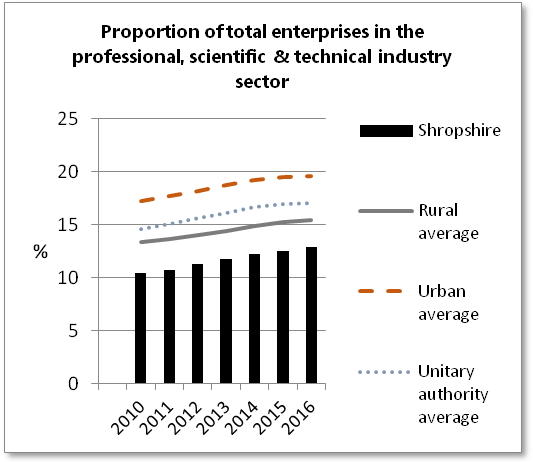 Proportion of total enterprises in the
professional, scientific & technical industry
sector
25
20
15
10
5
0
%
2010
2011
2012
2013
2014
2015
2016
Shropshire
Rural
average
Urban
average
Unitary
authority
average